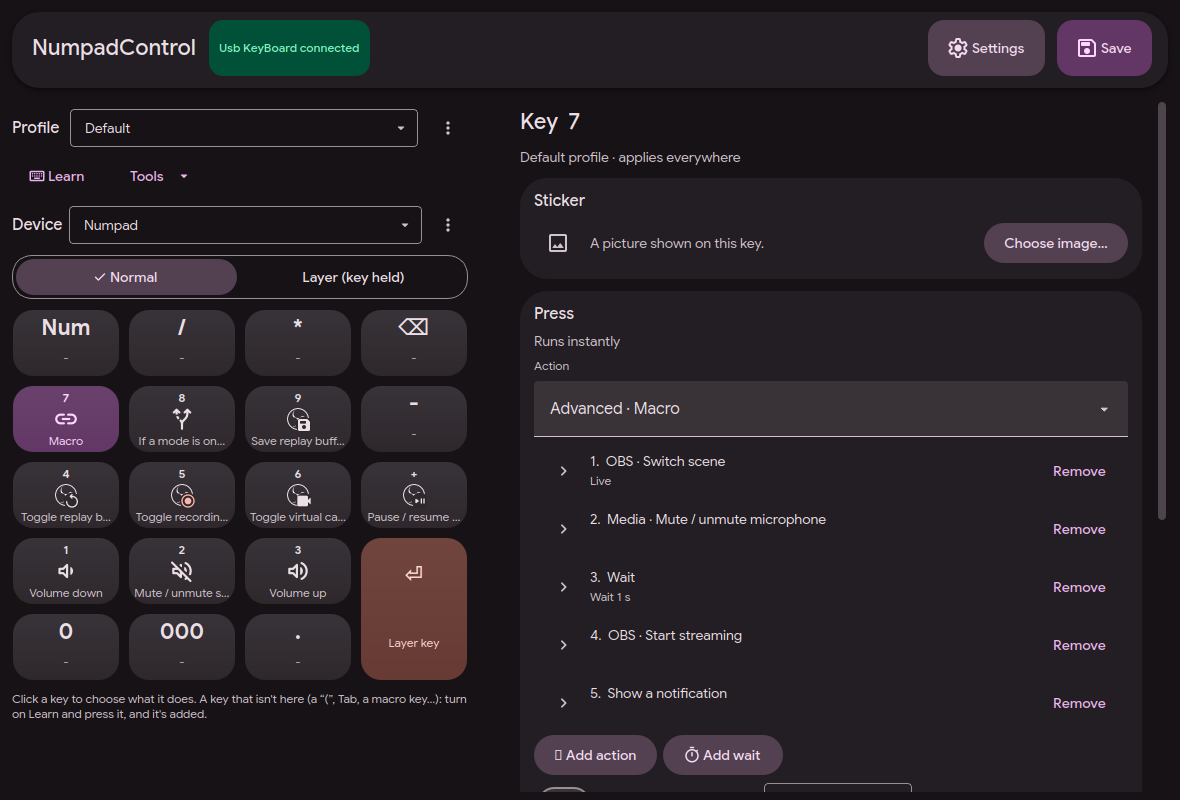 NumpadControl
Usb KeyBoard connected
Settings
Save
Profile
Default
Learn
Tools
Device
Numpad
Normal
Layer (key held)
Num
-
/
-
*
-
⌫
-
7
Macro
8
If a mode is on...
9
Save replay buff...
-
-
4
Toggle replay b...
5
Toggle recordin...
6
Toggle virtual ca...
+
Pause / resume ...
1
Volume down
2
Mute / unmute s...
3
Volume up
⏎
Layer key
0
-
000
-
.
-
Click a key to choose what it does. A key that isn't here (a “(”, Tab, a macro key…): turn
on Learn and press it, and it's added.
Key 7
Default profile · applies everywhere
Sticker
A picture shown on this key.
Choose image…
Press
Runs instantly
Action
Advanced · Macro
1. OBS · Switch scene
Live
Remove
2. Media · Mute / unmute microphone
Remove
3. Wait
Wait 1 s
Remove
4. OBS · Start streaming
Remove
5. Show a notification
Remove
Add action
Add wait